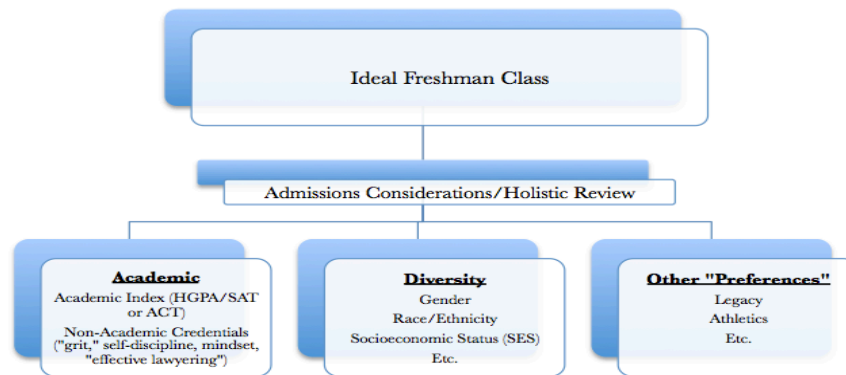 Ideal Freshman Class
Admissions Considerations/Holistic Review
Academic
Academic Index (HGPA/SAT
or ACT)
Non-Academic Credentials
("grit," self-discipline, mindset,
"effective lawyering")
Diversity
Gender
Race/Ethnicity
Socioeconomic Status (SES)
Etc.
Other "Preferences"
Legacy
Athletics
Etc.